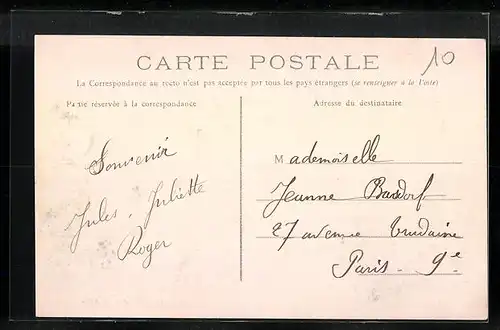 10
CARTE POSTALE
La Correspondance au recto n'est pas acceptée par tous les pays étrangers (se renseigner à la Poste)
Partie réservée à la correspondance
Souvenir
Jules, Juliette
Roger
Adresse du destinataire
Mademoiselle
Jeanne
27 avenue Trudaine
Paris - 9e